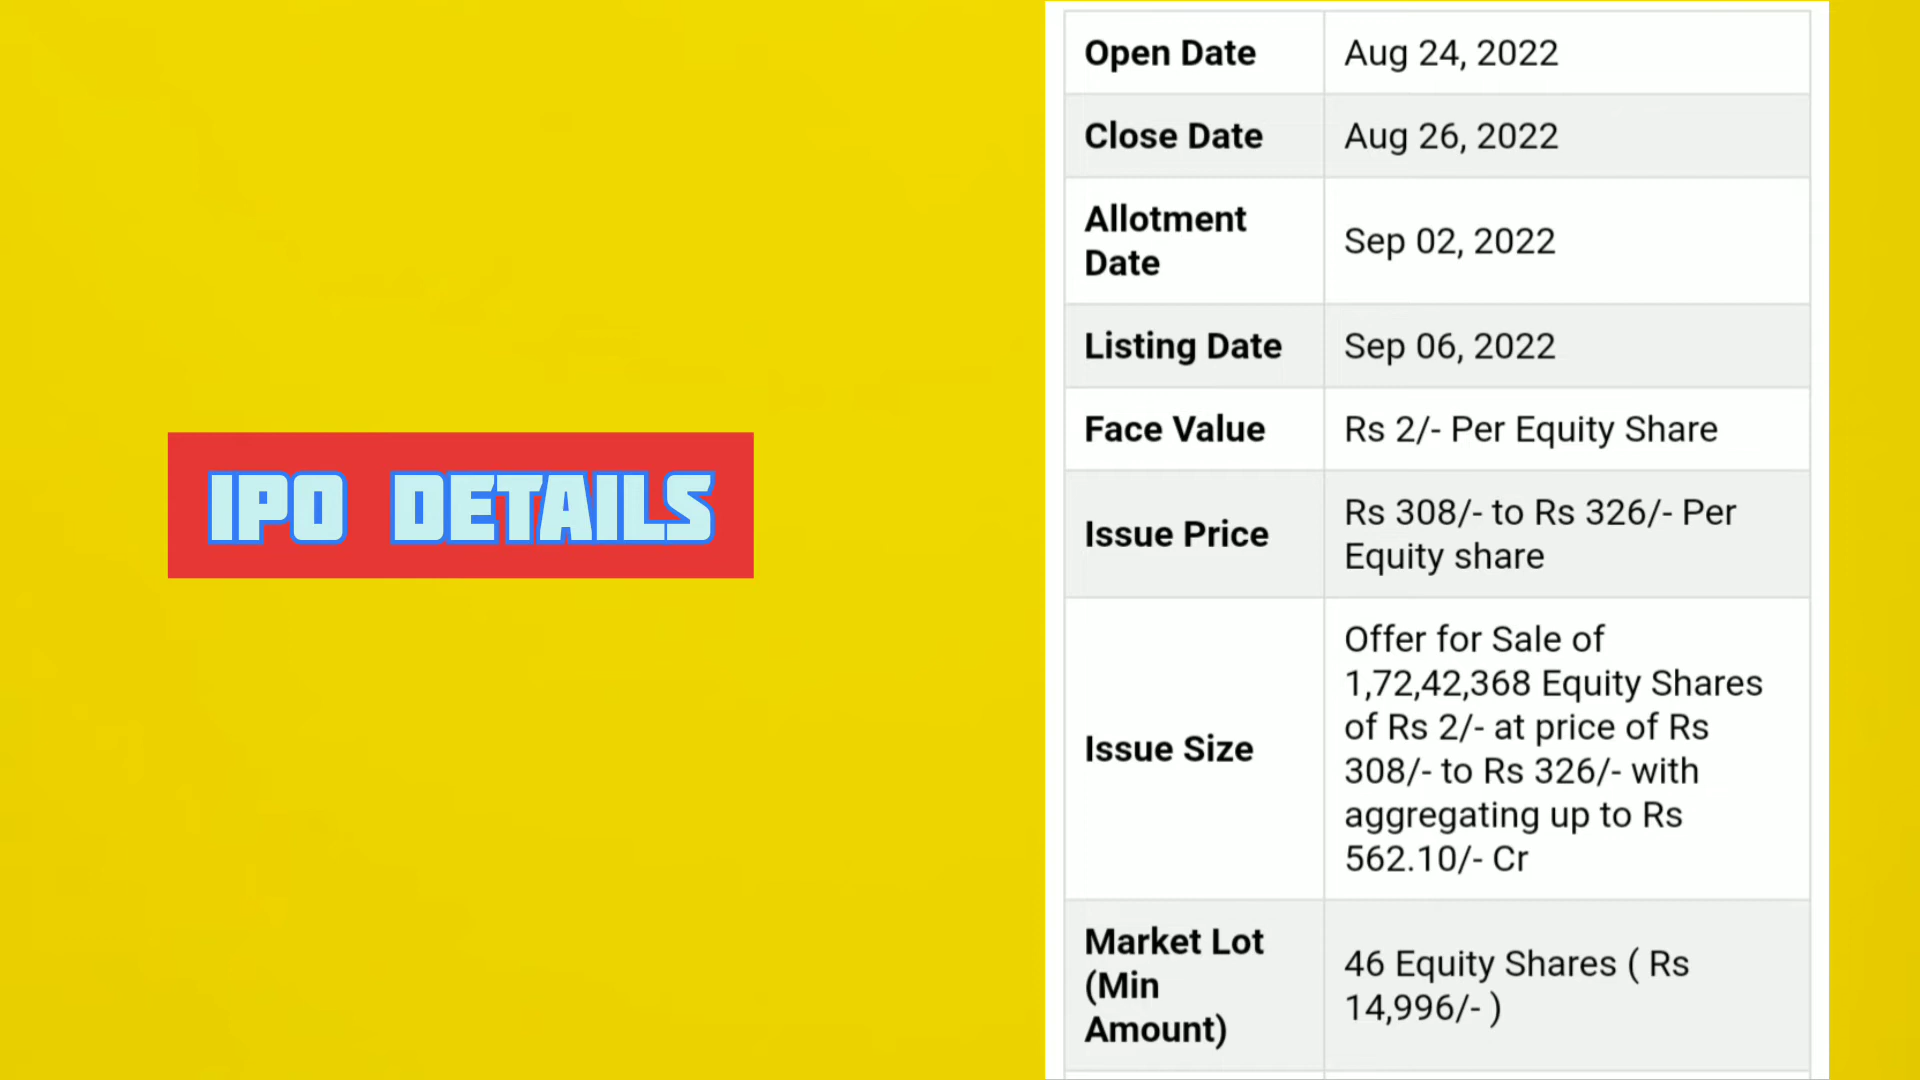 IPO DETAILS
Open Date
Aug 24, 2022
Close Date
Aug 26, 2022
Allotment
Date
Sep 02, 2022
Listing Date
Sep 06, 2022
Face Value
Rs 2/- Per Equity Share
Issue Price
Rs 308/- to Rs 326/- Per
Equity share
Issue Size
Offer for Sale of
1,72,42,368 Equity Shares
of Rs 2/- at price of Rs
308/- to Rs 326/- with
aggregating up to Rs
562.10/- Cr
Market Lot
(Min
Amount)
46 Equity Shares ( Rs
14,996/- )